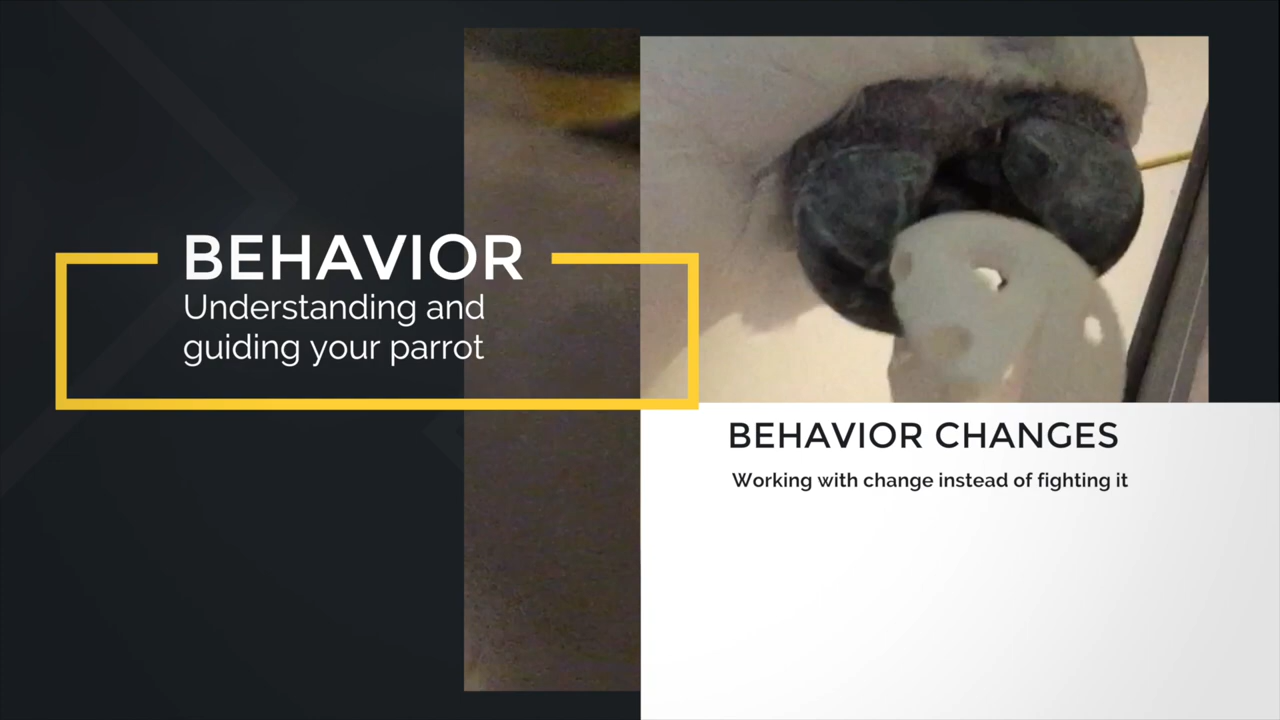 BEHAVIOR
Understanding and
guiding your parrot
BEHAVIOR CHANGES
Working with change instead of fighting it